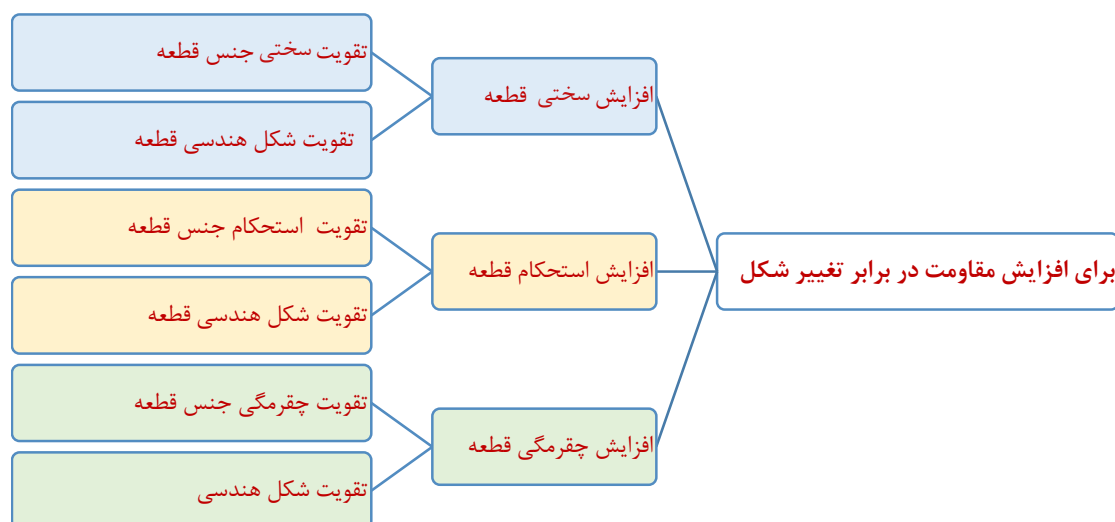 برای افزایش مقاومت در برابر تغییر شکل
افزایش سختی قطعه
تقویت سختی جنس قطعه
تقویت شکل هندسی قطعه
افزایش استحکام قطعه
تقویت استحکام جنس قطعه
تقویت شکل هندسی قطعه
افزایش چقرمگی قطعه
تقویت چقرمگی جنس قطعه
تقویت شکل هندسی